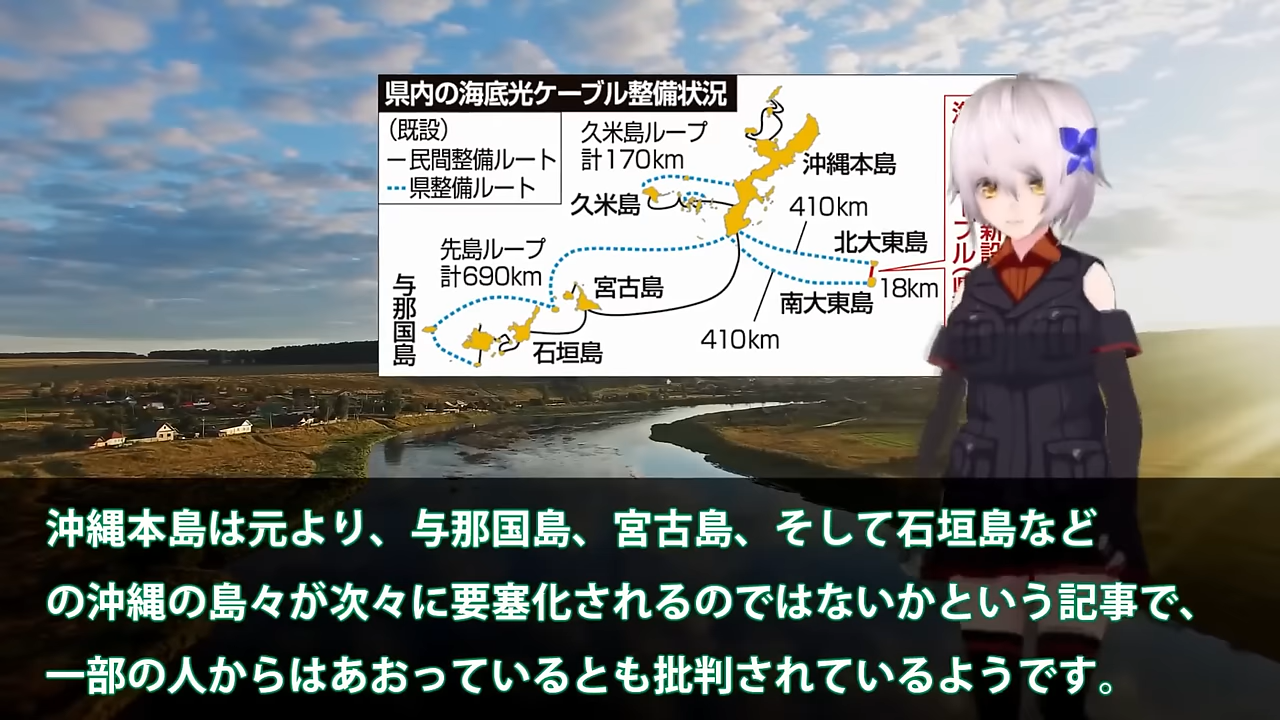 県内の海底光ケーブル整備状況
(既設)
民間整備ルート
県整備ルート
久米島ループ
計170km
沖縄本島
久米島
410km
北大東島
先島ループ
計690km
与那国島
宮古島
18km
南大東島
410km
石垣島
沖縄本島は元より、与那国島、宮古島、そして石垣島など
の沖縄の島々が次々に要塞化されるのではないかという記事で、
一部の人からはあおっているとも批判されているようです。